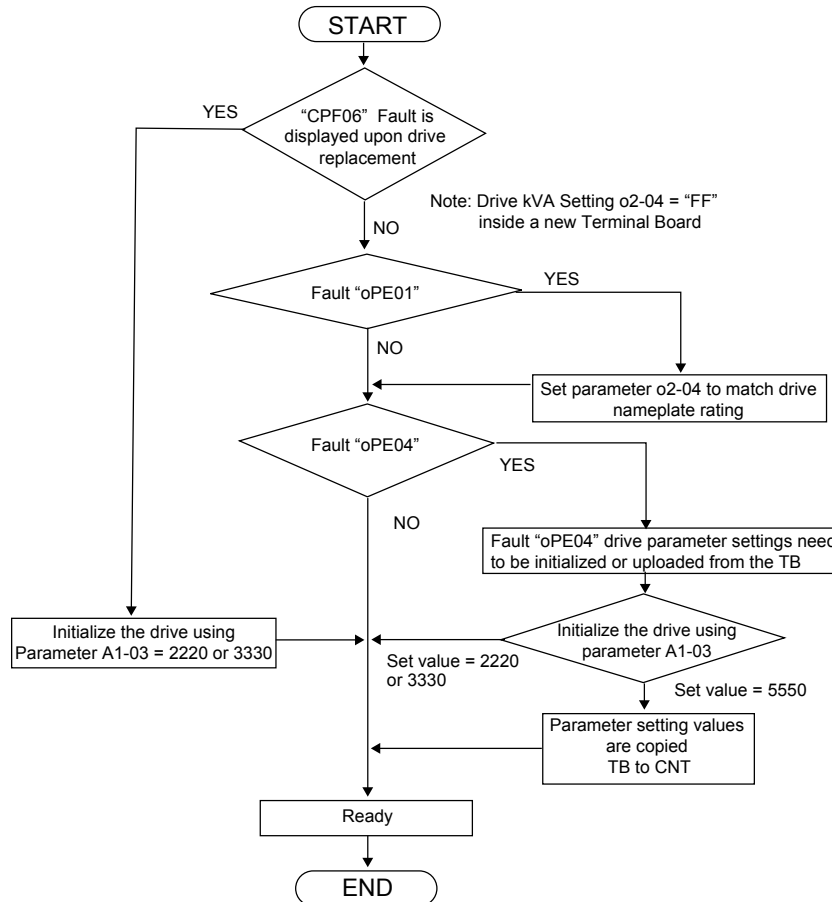 START
YES
“CPF06” Fault is
displayed upon drive
replacement
Note: Drive kVA Setting o2-04 = “FF”
inside a new Terminal Board
NO
Fault “oPE01”
YES
NO
Set parameter o2-04 to match drive
nameplate rating
Fault “oPE04”
YES
NO
Fault “oPE04” drive parameter settings need
to be initialized or uploaded from the TB
Initialize the drive using
Parameter A1-03 = 2220 or 3330
Initialize the drive using
parameter A1-03
Set value = 2220
or 3330
Set value = 5550
Parameter setting values
are copied
TB to CNT
Ready
END